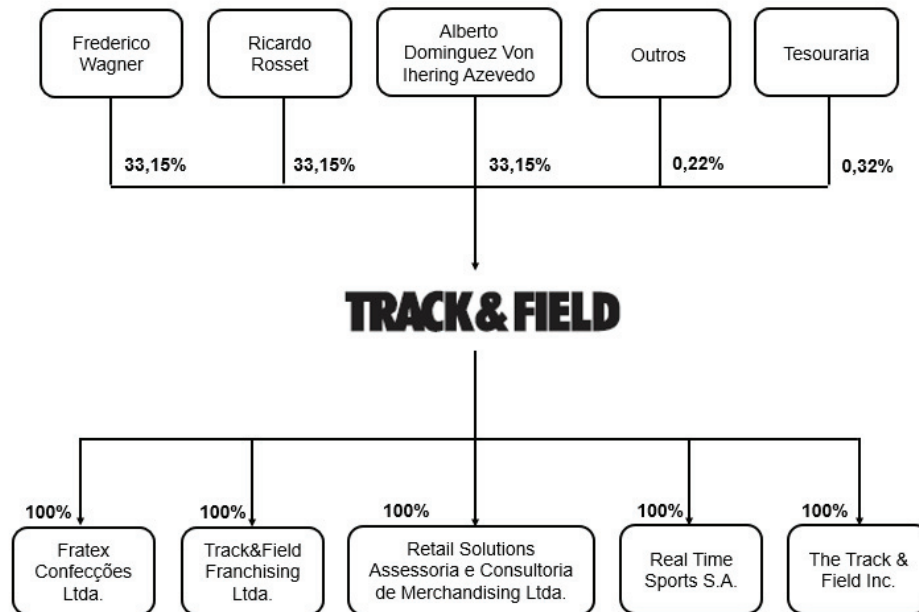 Frederico
Wagner
Ricardo
Rosset
Alberto
Dominguez Von
Ihering Azevedo
Outros
Tesouraria
33,15%
33,15%
33,15%
0,22%
0,32%
TRACK & FIELD
100%
100%
100%
100%
100%
Fratex
Confecções
Ltda.
Track&Field
Franchising
Ltda.
Retail Solutions
Assessoria e Consultoria
de Merchandising Ltda.
Real Time
Sports S.A.
The Track &
Field Inc.